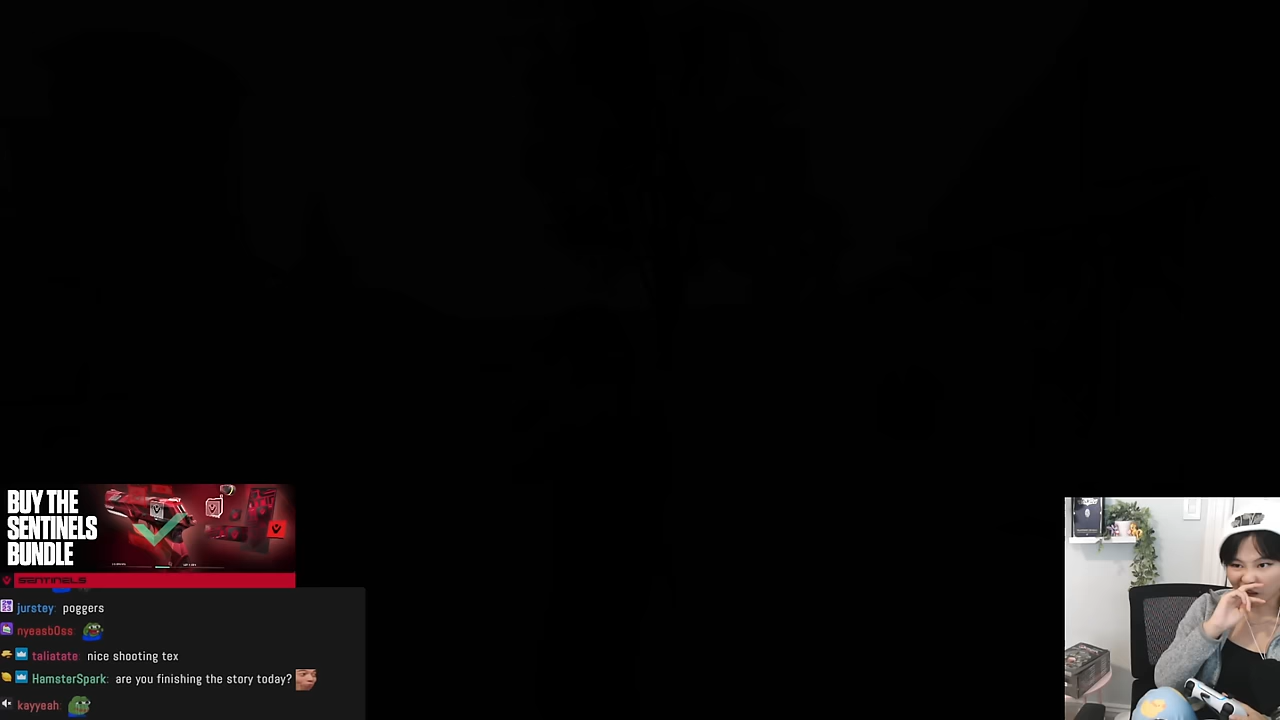 BUY THE
SENTINELS
BUNDLE
SENTINELS
jurstey: poggers
nyeasb0ss:
taliatate: nice shooting tex
HamsterSpark: are you finishing the story today?
kayyeah: